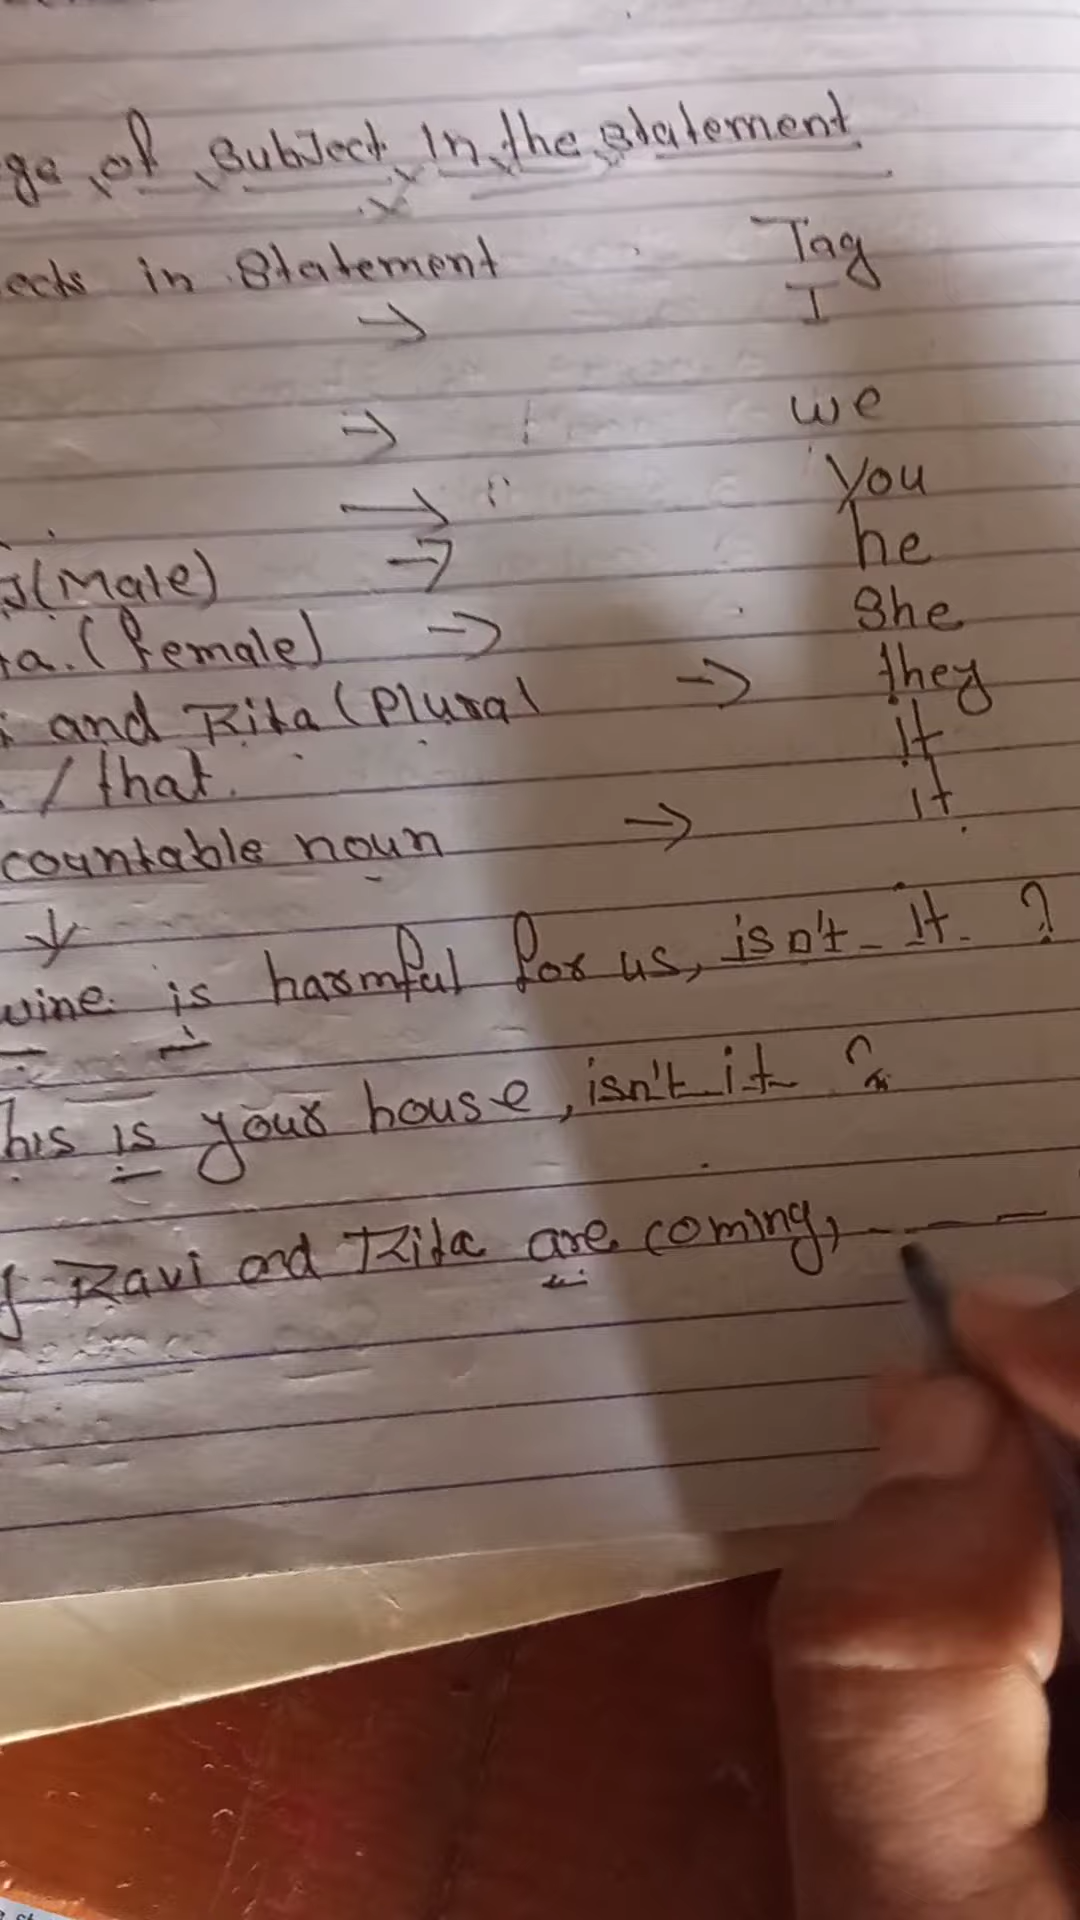 ge of subject in the statement
ects in statement Tag
→ I
→ we
→ you
(Male) → he
ta. (female) → She
i and Rita (Plural → they
/ that. It
countable noun → it
↓
wine is harmful for us, isn't it. ?
his is your house, isn't it ?
Ravi and Rita are coming, - - -